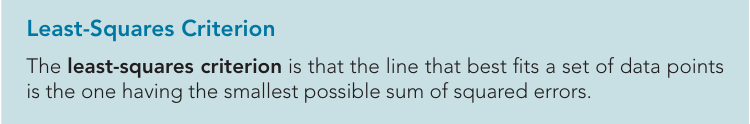 Least-Squares Criterion
The least-squares criterion is that the line that best fits a set of data points
is the one having the smallest possible sum of squared errors.